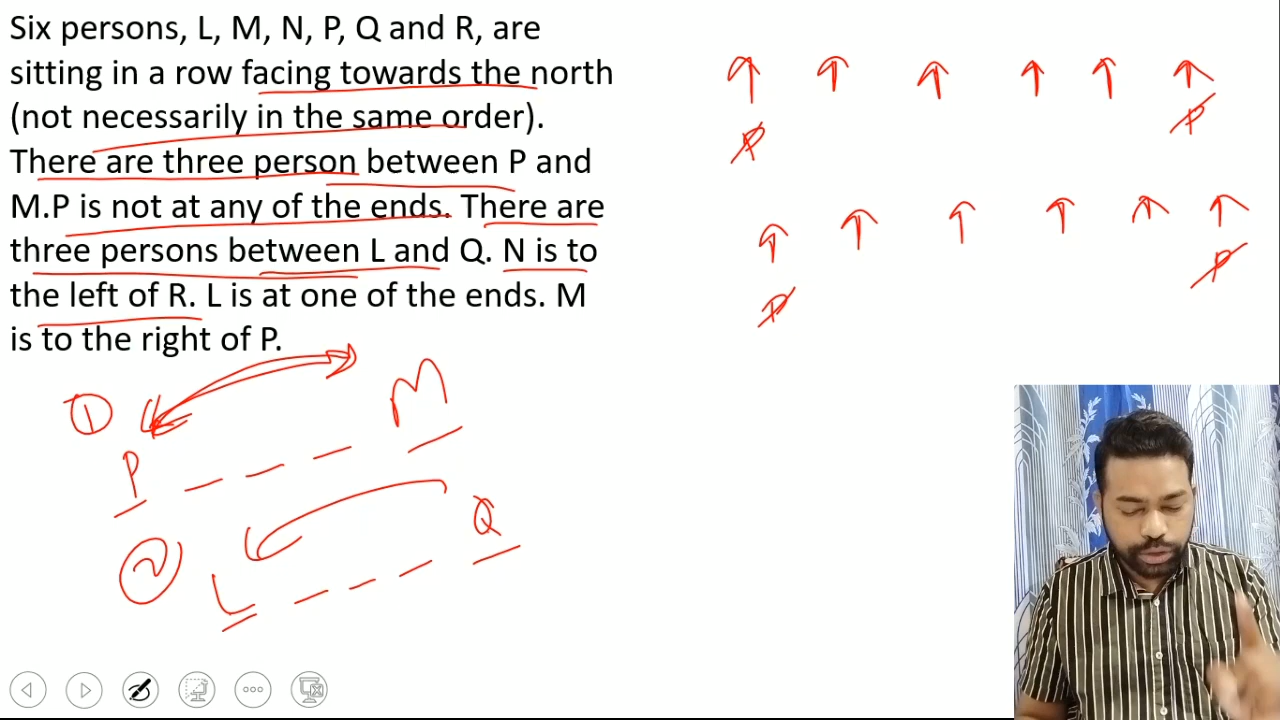 Six persons, L, M, N, P, Q and R, are
sitting in a row facing towards the north
(not necessarily in the same order).
There are three person between P and
M.P is not at any of the ends. There are
three persons between L and Q. N is to
the left of R. L is at one of the ends. M
is to the right of P.
P P
P P
1
P M
2
L Q